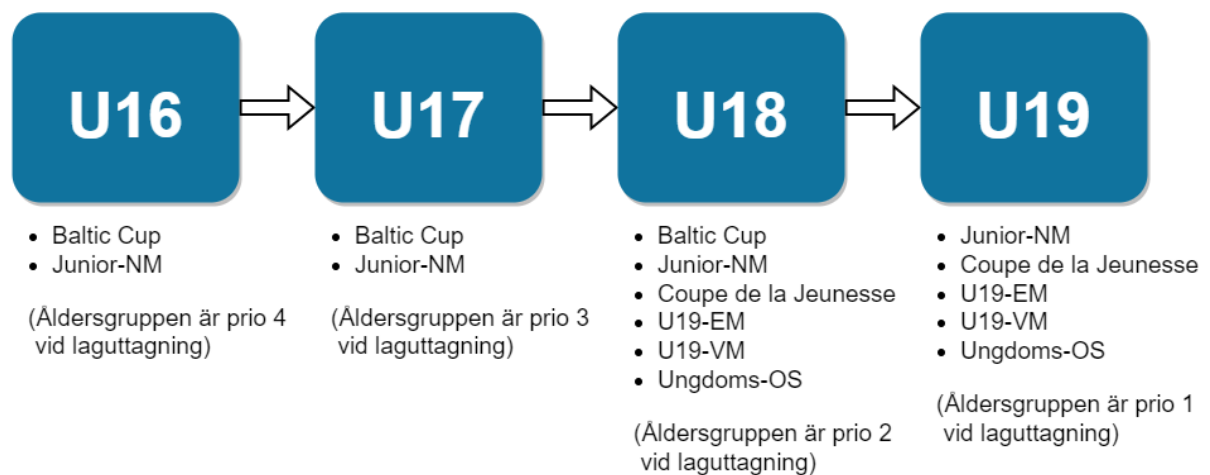 U16
U17
U18
U19
• Baltic Cup
• Junior-NM
(Åldersgruppen är prio 4
vid laguttagning)
• Baltic Cup
• Junior-NM
(Åldersgruppen är prio 3
vid laguttagning)
• Baltic Cup
• Junior-NM
• Coupe de la Jeunesse
• U19-EM
• U19-VM
• Ungdoms-OS
(Åldersgruppen är prio 2
vid laguttagning)
• Junior-NM
• Coupe de la Jeunesse
• U19-EM
• U19-VM
• Ungdoms-OS
(Åldersgruppen är prio 1
vid laguttagning)